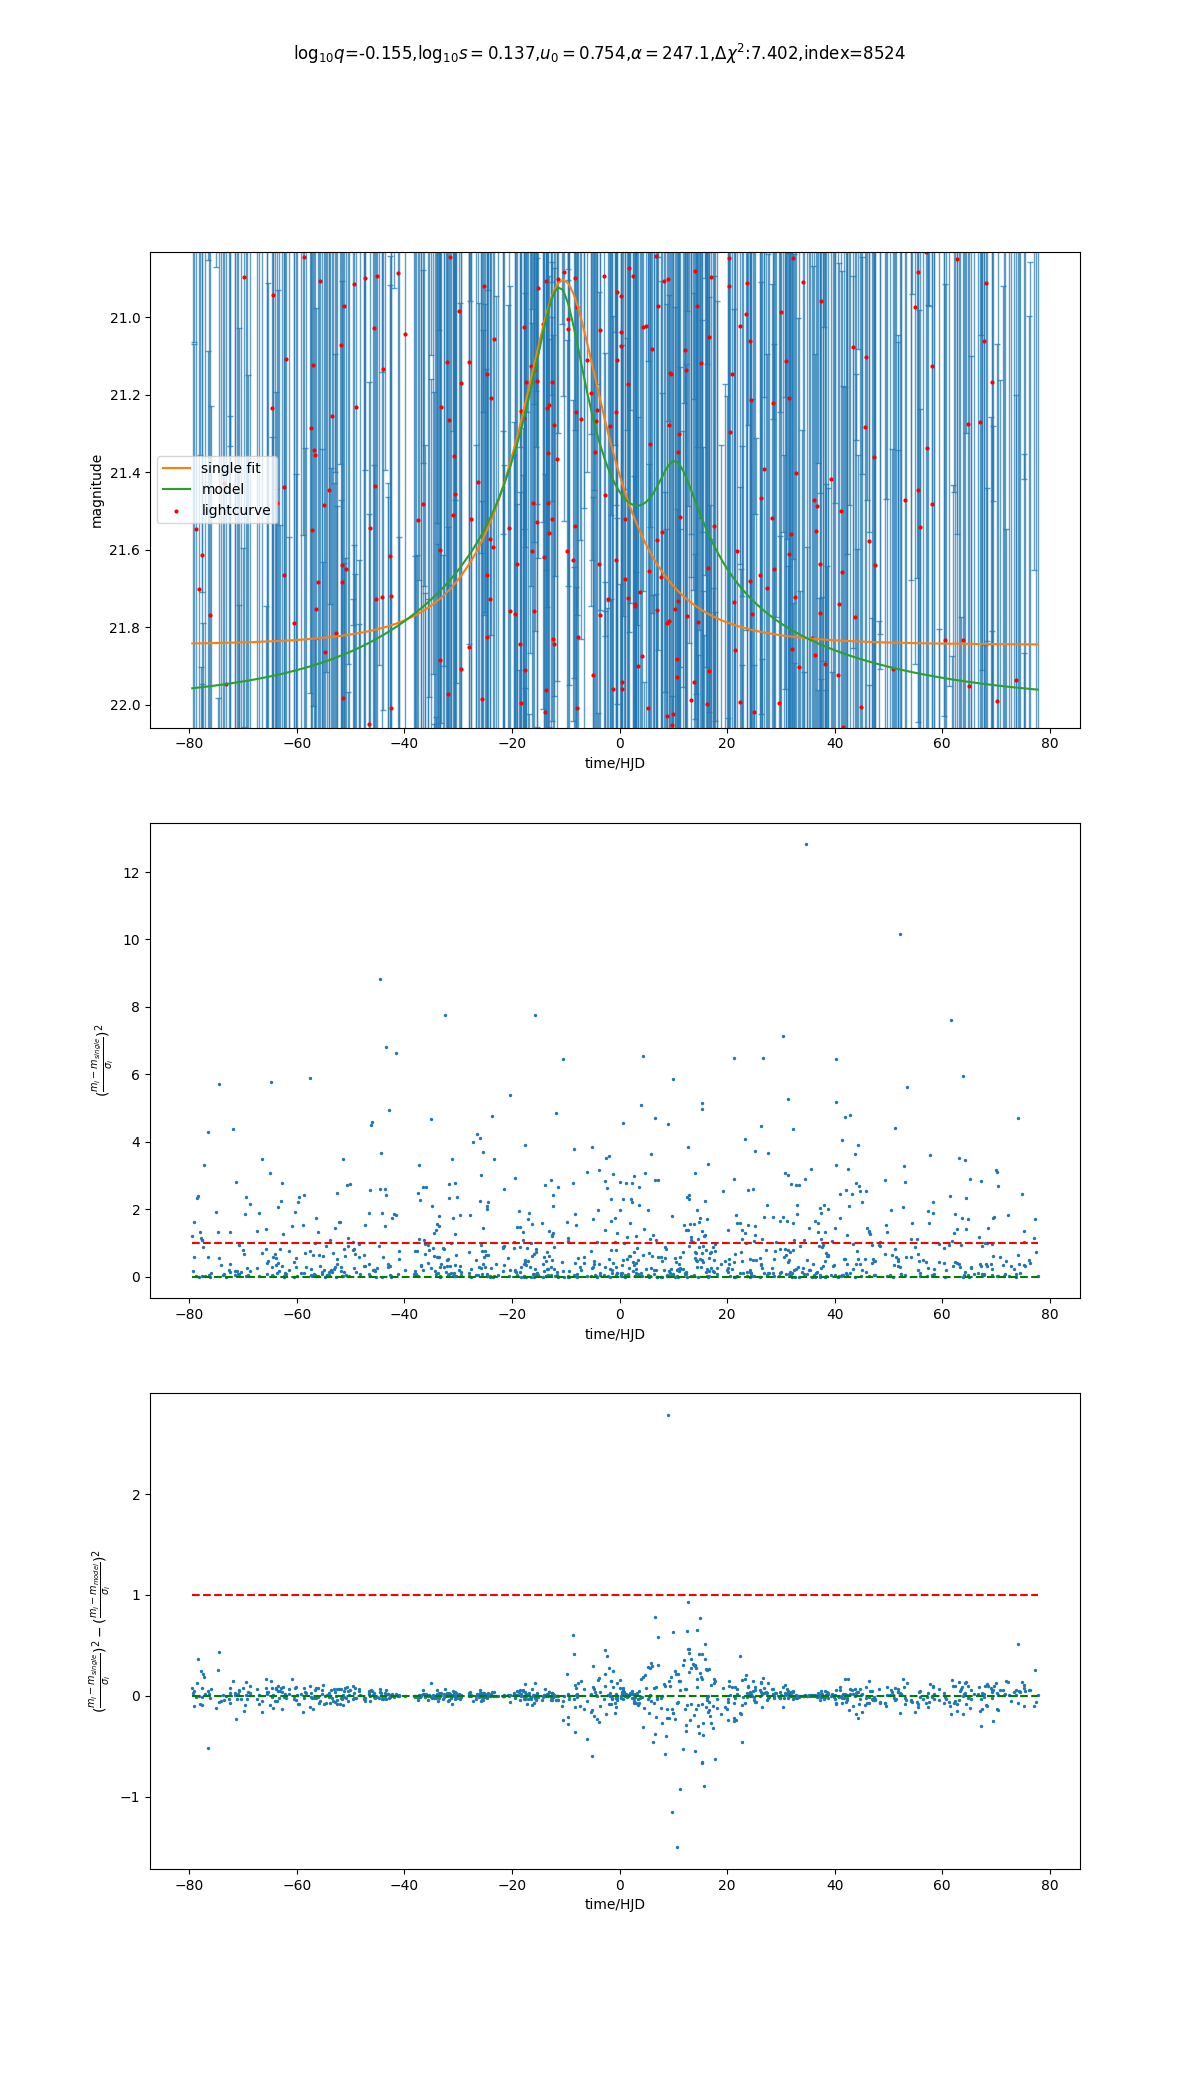 log₁₀q=-0.155,log₁₀s = 0.137,u₀ = 0.754,α = 247.1,Δχ²:7.402,index=8524
magnitude
21.0
21.2
21.4
21.6
21.8
22.0
single fit
model
lightcurve
−80 −60 −40 −20 0 20 40 60 80
time/HJD
((mᵢ − m_single)/σᵢ)²
12
10
8
6
4
2
0
−80 −60 −40 −20 0 20 40 60 80
time/HJD
((mᵢ − m_single)/σᵢ)² − ((mᵢ − m_model)/σᵢ)²
2
1
0
−1
−80 −60 −40 −20 0 20 40 60 80
time/HJD